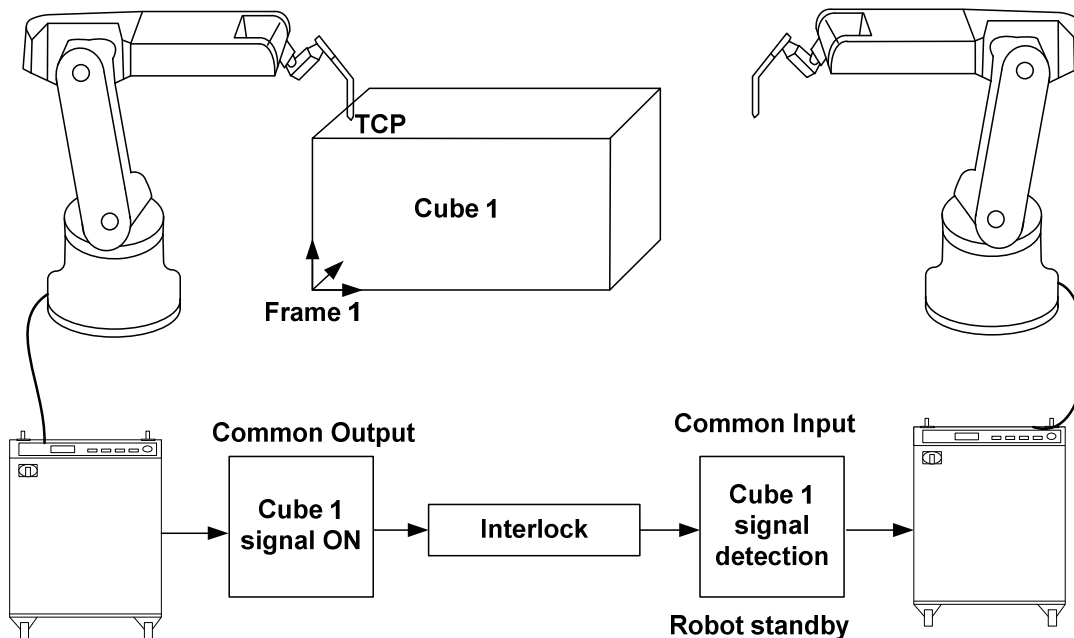 TCP
Cube 1
Frame 1
Common Output
Cube 1
signal ON
Interlock
Common Input
Cube 1
signal
detection
Robot standby